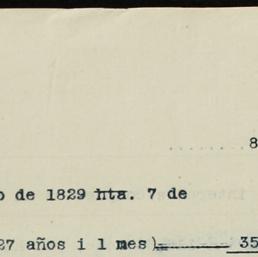 ........8
o de 1829 hta. 7 de
27 años i 1 mes) 35